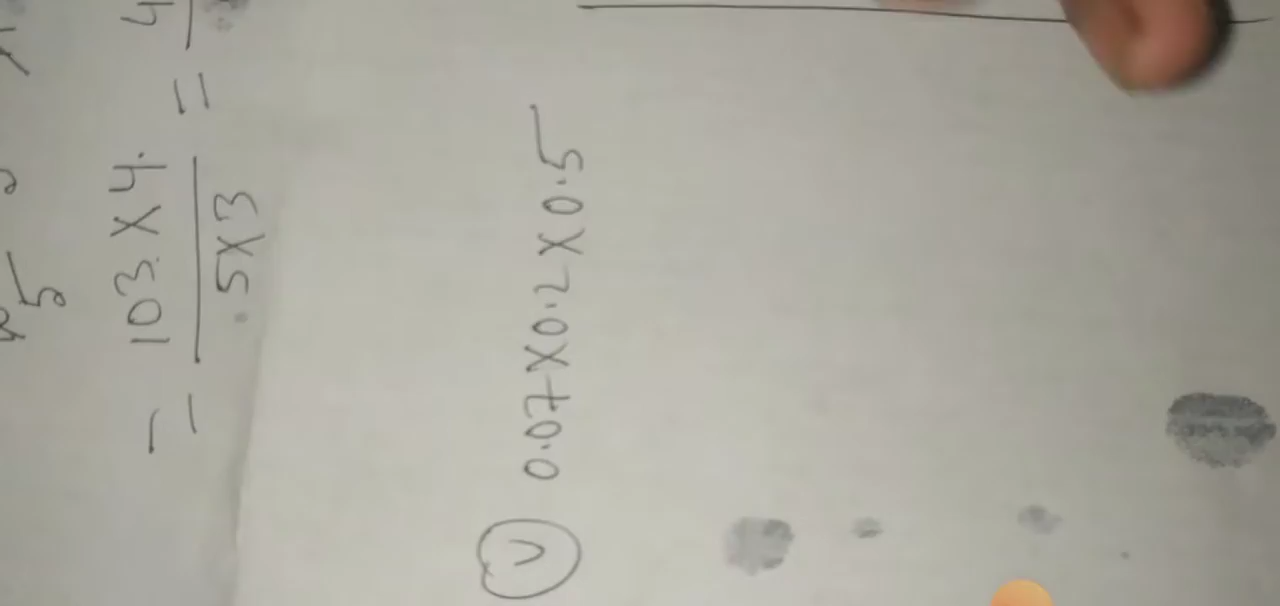 = 103 × 4 =
5 × 3
(V) 0.07 × 0.2 × 0.5